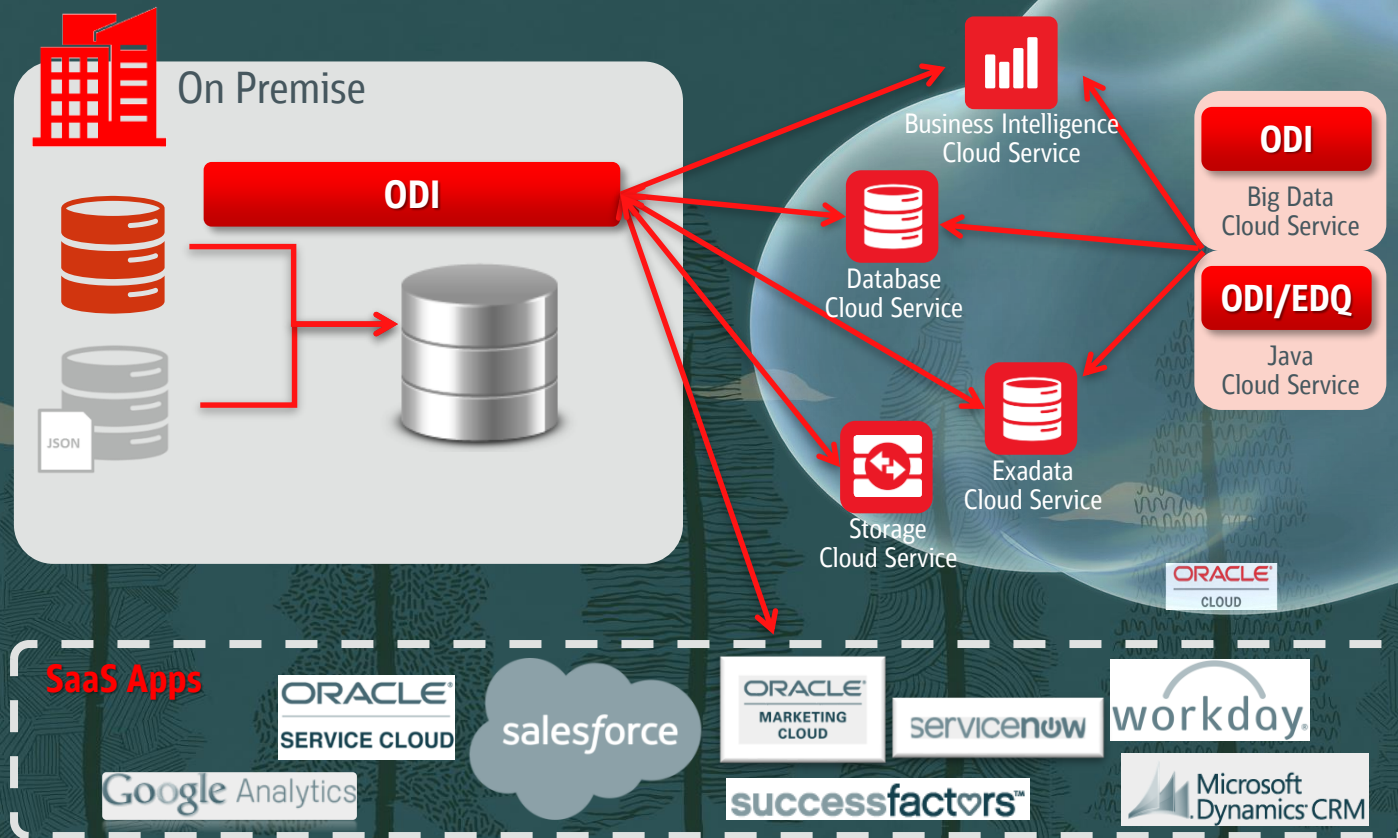 On Premise
ODI
JSON
Business Intelligence
Cloud Service
Database
Cloud Service
Exadata
Cloud Service
Storage
Cloud Service
ODI
Big Data
Cloud Service
ODI/EDQ
Java
Cloud Service
ORACLE®
CLOUD
SaaS Apps
ORACLE®
SERVICE CLOUD
salesforce
ORACLE®
MARKETING
CLOUD
servicenow
workday®
Google Analytics
successfactors™
Microsoft
Dynamics CRM